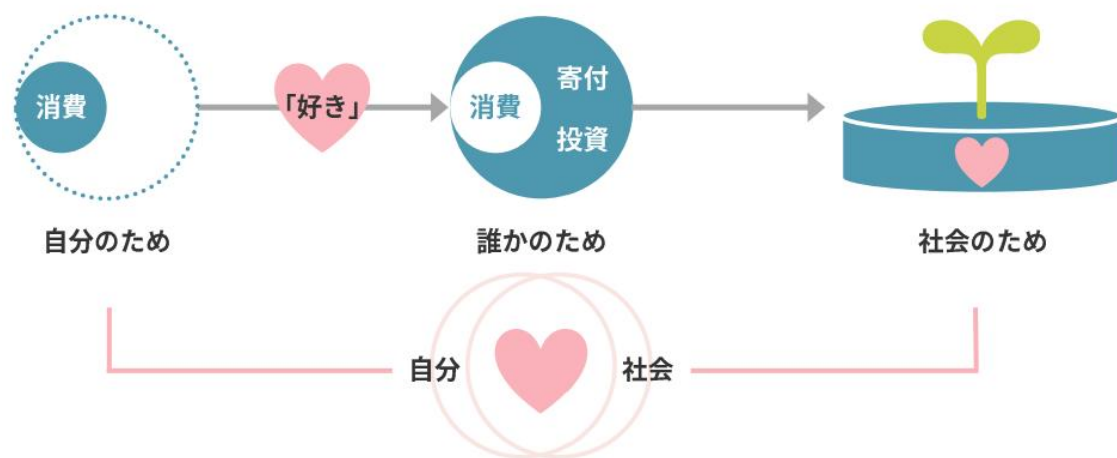 消費
「好き」
消費
寄付
投資
自分のため
誰かのため
社会のため
自分
社会